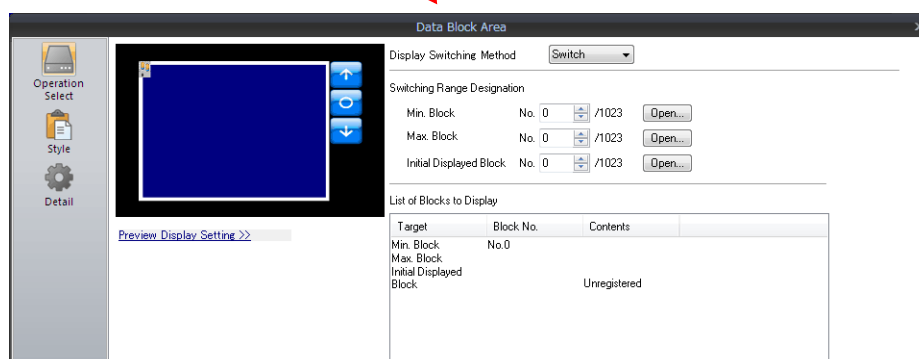 Data Block Area
Operation
Select
Style
Detail
Preview Display Setting >>
Display Switching Method Switch
Switching Range Designation
Min. Block No. 0 /1023 Open...
Max. Block No. 0 /1023 Open...
Initial Displayed Block No. 0 /1023 Open...
List of Blocks to Display
Target Block No. Contents
Min. Block No.0
Max. Block
Initial Displayed
Block Unregistered